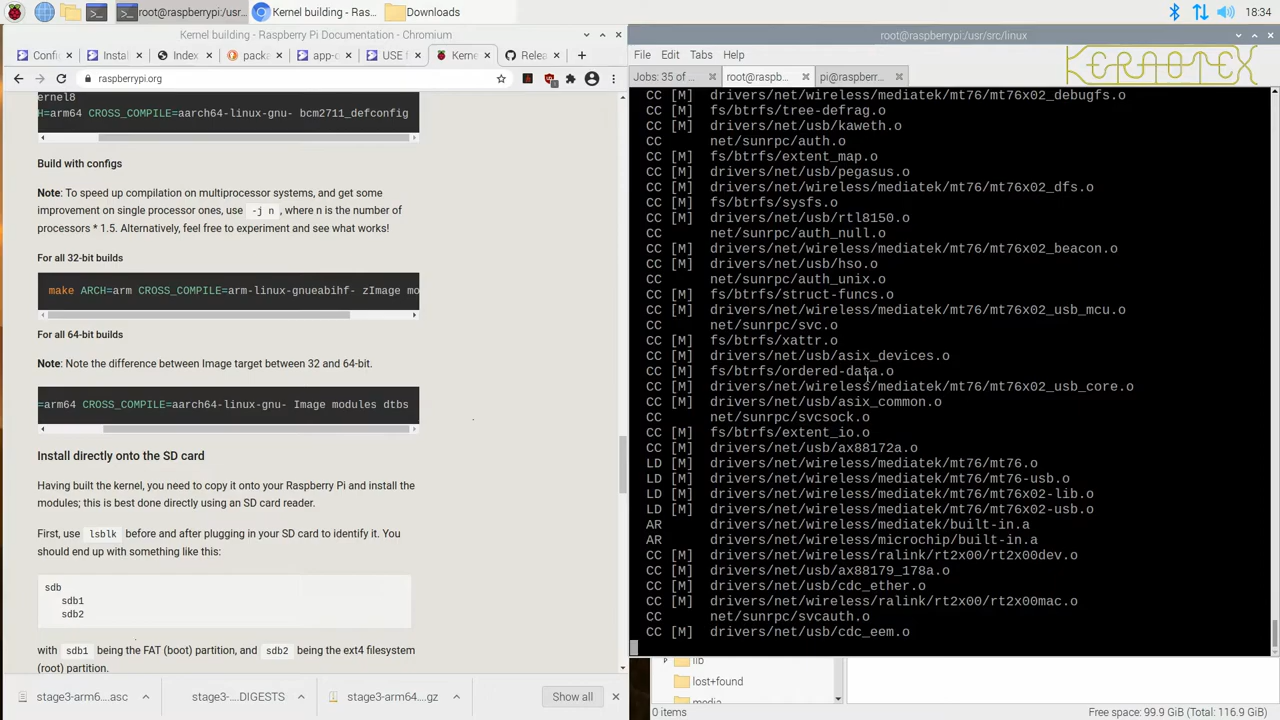 root@raspberrypi:/usr...
Kernel building - Ras...
Downloads
18:34
Kernel building - Raspberry Pi Documentation - Chromium
root@raspberrypi:/usr/src/linux
Confi
Instal
Index
packa
app-c
USE f
Kerne
Relea
File Edit Tabs Help
KERAOTEX
raspberrypi.org
Jobs: 35 of ...
root@raspb...
pi@raspberr...
ernel8
H=arm64 CROSS_COMPILE=aarch64-linux-gnu- bcm2711_defconfig
Build with configs
Note: To speed up compilation on multiprocessor systems, and get some
improvement on single processor ones, use -j n , where n is the number of
processors * 1.5. Alternatively, feel free to experiment and see what works!
For all 32-bit builds
make ARCH=arm CROSS_COMPILE=arm-linux-gnueabihf- zImage mo
For all 64-bit builds
Note: Note the difference between Image target between 32 and 64-bit.
=arm64 CROSS_COMPILE=aarch64-linux-gnu- Image modules dtbs
Install directly onto the SD card
Having built the kernel, you need to copy it onto your Raspberry Pi and install the
modules; this is best done directly using an SD card reader.
First, use lsblk before and after plugging in your SD card to identify it. You
should end up with something like this:
sdb
sdb1
sdb2
with sdb1 being the FAT (boot) partition, and sdb2 being the ext4 filesystem
(root) partition.
stage3-arm6....asc
stage3-....DIGESTS
stage3-arm64....gz
Show all
CC [M] drivers/net/wireless/mediatek/mt76/mt76x02_debugfs.o
CC [M] fs/btrfs/tree-defrag.o
CC [M] drivers/net/usb/kaweth.o
CC net/sunrpc/auth.o
CC [M] fs/btrfs/extent_map.o
CC [M] drivers/net/usb/pegasus.o
CC [M] drivers/net/wireless/mediatek/mt76/mt76x02_dfs.o
CC [M] fs/btrfs/sysfs.o
CC [M] drivers/net/usb/rtl8150.o
CC net/sunrpc/auth_null.o
CC [M] drivers/net/wireless/mediatek/mt76/mt76x02_beacon.o
CC [M] drivers/net/usb/hso.o
CC net/sunrpc/auth_unix.o
CC [M] fs/btrfs/struct-funcs.o
CC [M] drivers/net/wireless/mediatek/mt76/mt76x02_usb_mcu.o
CC net/sunrpc/svc.o
CC [M] fs/btrfs/xattr.o
CC [M] drivers/net/usb/asix_devices.o
CC [M] fs/btrfs/ordered-data.o
CC [M] drivers/net/wireless/mediatek/mt76/mt76x02_usb_core.o
CC [M] drivers/net/usb/asix_common.o
CC net/sunrpc/svcsock.o
CC [M] fs/btrfs/extent_io.o
CC [M] drivers/net/usb/ax88172a.o
LD [M] drivers/net/wireless/mediatek/mt76/mt76.o
LD [M] drivers/net/wireless/mediatek/mt76/mt76-usb.o
LD [M] drivers/net/wireless/mediatek/mt76/mt76x02-lib.o
LD [M] drivers/net/wireless/mediatek/mt76/mt76x02-usb.o
AR drivers/net/wireless/mediatek/built-in.a
AR drivers/net/wireless/microchip/built-in.a
CC [M] drivers/net/wireless/ralink/rt2x00/rt2x00dev.o
CC [M] drivers/net/usb/ax88179_178a.o
CC [M] drivers/net/usb/cdc_ether.o
CC [M] drivers/net/wireless/ralink/rt2x00/rt2x00mac.o
CC net/sunrpc/svcauth.o
CC [M] drivers/net/usb/cdc_eem.o
lib
lost+found
media
0 items
Free space: 99.9 GiB (Total: 116.9 GiB)